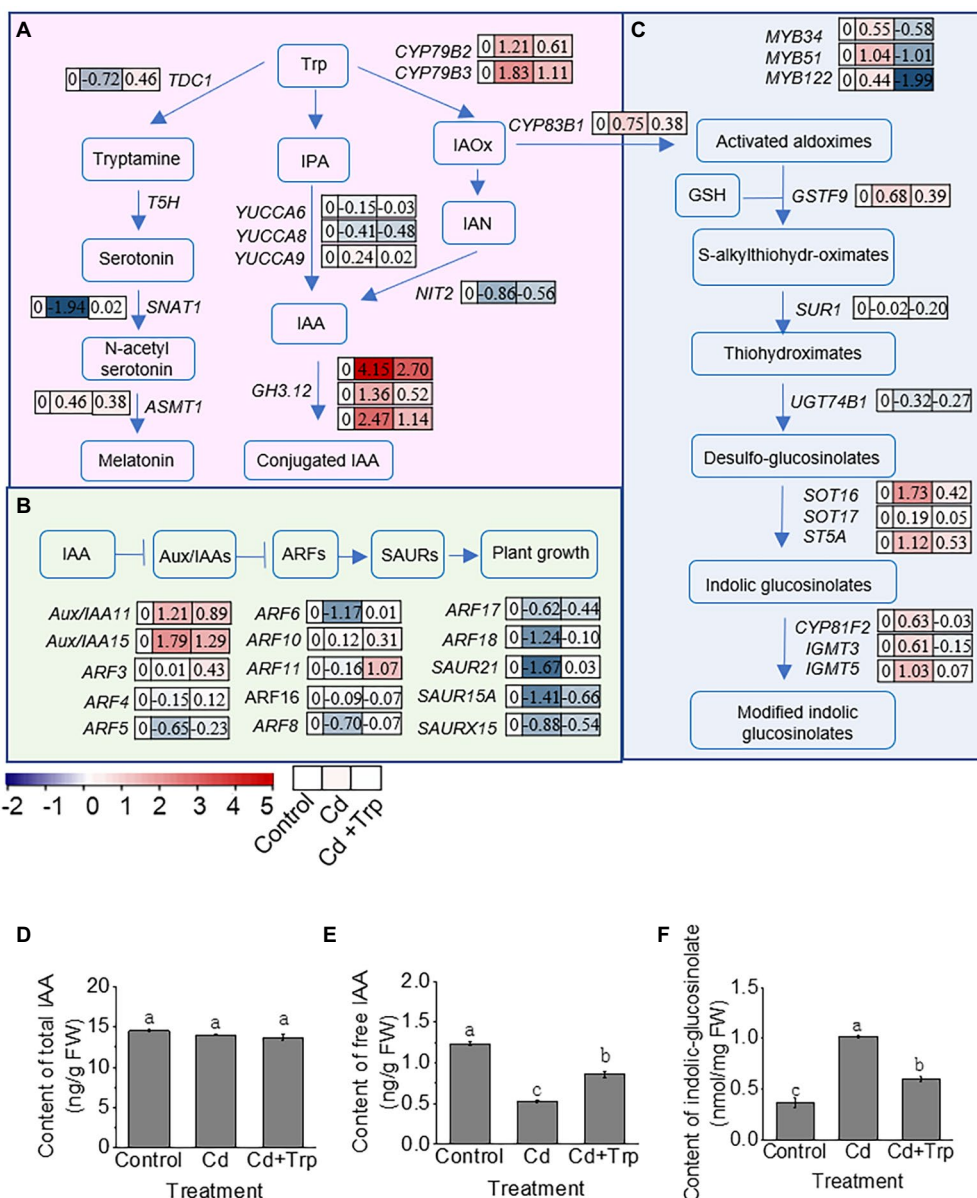 A
Trp
0 -0.72 0.46 TDC1
CYP79B2 0 1.21 0.61
CYP79B3 0 1.83 1.11
Tryptamine
IPA
IAOx
CYP83B1 0 0.75 0.38
T5H
YUCCA6 0 -0.15 -0.03
YUCCA8 0 -0.41 -0.48
YUCCA9 0 0.24 0.02
IAN
Serotonin
NIT2 0 -0.86 -0.56
0 -1.94 0.02 SNAT1
IAA
N-acetyl
serotonin
GH3.12 0 4.15 2.70
0 1.36 0.52
0 2.47 1.14
0 0.46 0.38 ASMT1
Melatonin
Conjugated IAA
B
IAA
Aux/IAAs
ARFs
SAURs
Plant growth
Aux/IAA11 0 1.21 0.89
Aux/IAA15 0 1.79 1.29
ARF3 0 0.01 0.43
ARF4 0 -0.15 0.12
ARF5 0 -0.65 -0.23
ARF6 0 -1.17 0.01
ARF10 0 0.12 0.31
ARF11 0 -0.16 1.07
ARF16 0 -0.09 -0.07
ARF8 0 -0.70 -0.07
ARF17 0 -0.62 -0.44
ARF18 0 -1.24 -0.10
SAUR21 0 -1.67 0.03
SAUR15A 0 -1.41 -0.66
SAURX15 0 -0.88 -0.54
C
MYB34 0 0.55 -0.58
MYB51 0 1.04 -1.01
MYB122 0 0.44 -1.99
Activated aldoximes
GSH
GSTF9 0 0.68 0.39
S-alkylthiohydr-oximates
SUR1 0 -0.02 -0.20
Thiohydroximates
UGT74B1 0 -0.32 -0.27
Desulfo-glucosinolates
SOT16 0 1.73 0.42
SOT17 0 0.19 0.05
ST5A 0 1.12 0.53
Indolic glucosinolates
CYP81F2 0 0.63 -0.03
IGMT3 0 0.61 -0.15
IGMT5 0 1.03 0.07
Modified indolic
glucosinolates
-2 -1 0 1 2 3 4 5
Control
Cd
Cd +Trp
D
Content of total IAA
(ng/g FW)
20
15
10
5
0
a
a
a
Control Cd Cd+Trp
Treatment
E
Content of free IAA
(ng/g FW)
2.0
1.5
1.0
0.5
0.0
a
c
b
Control Cd Cd+Trp
Treatment
F
Content of indolic-glucosinolate
(nmol/mg FW)
1.5
1.0
0.5
0.0
c
a
b
Control Cd Cd+Trp
Treatment